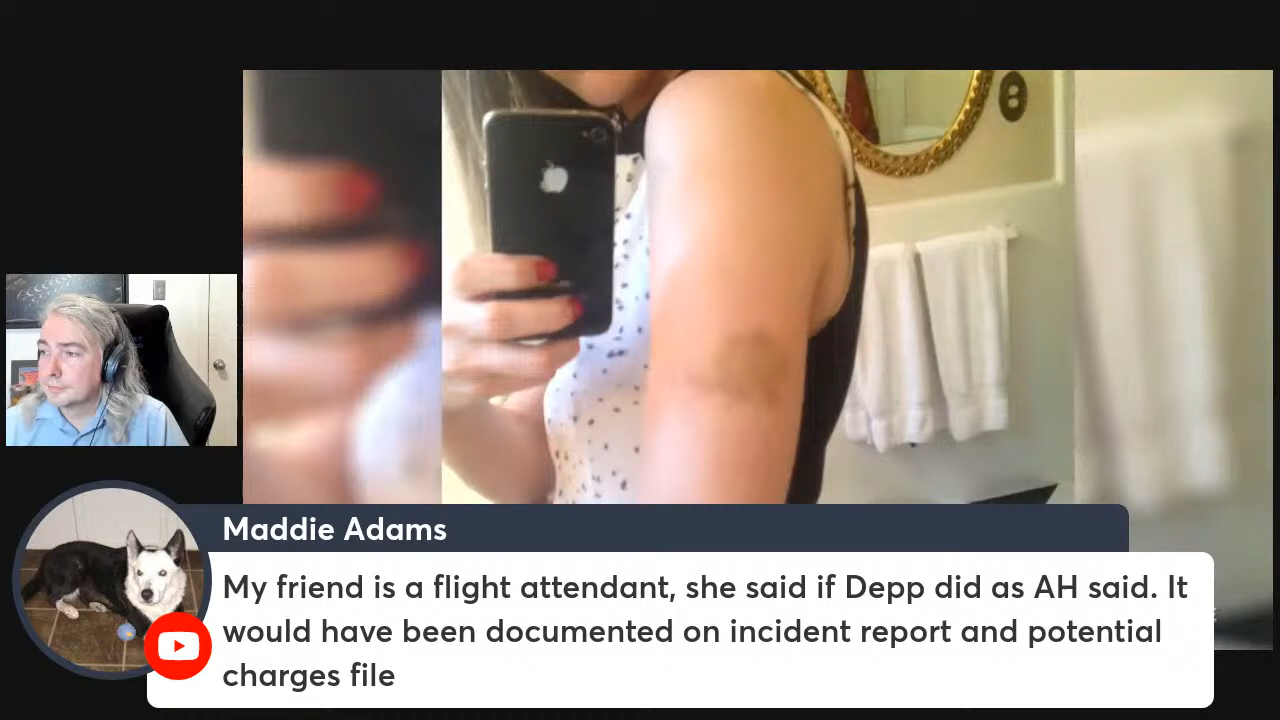 Maddie Adams
My friend is a flight attendant, she said if Depp did as AH said. It
would have been documented on incident report and potential
charges file